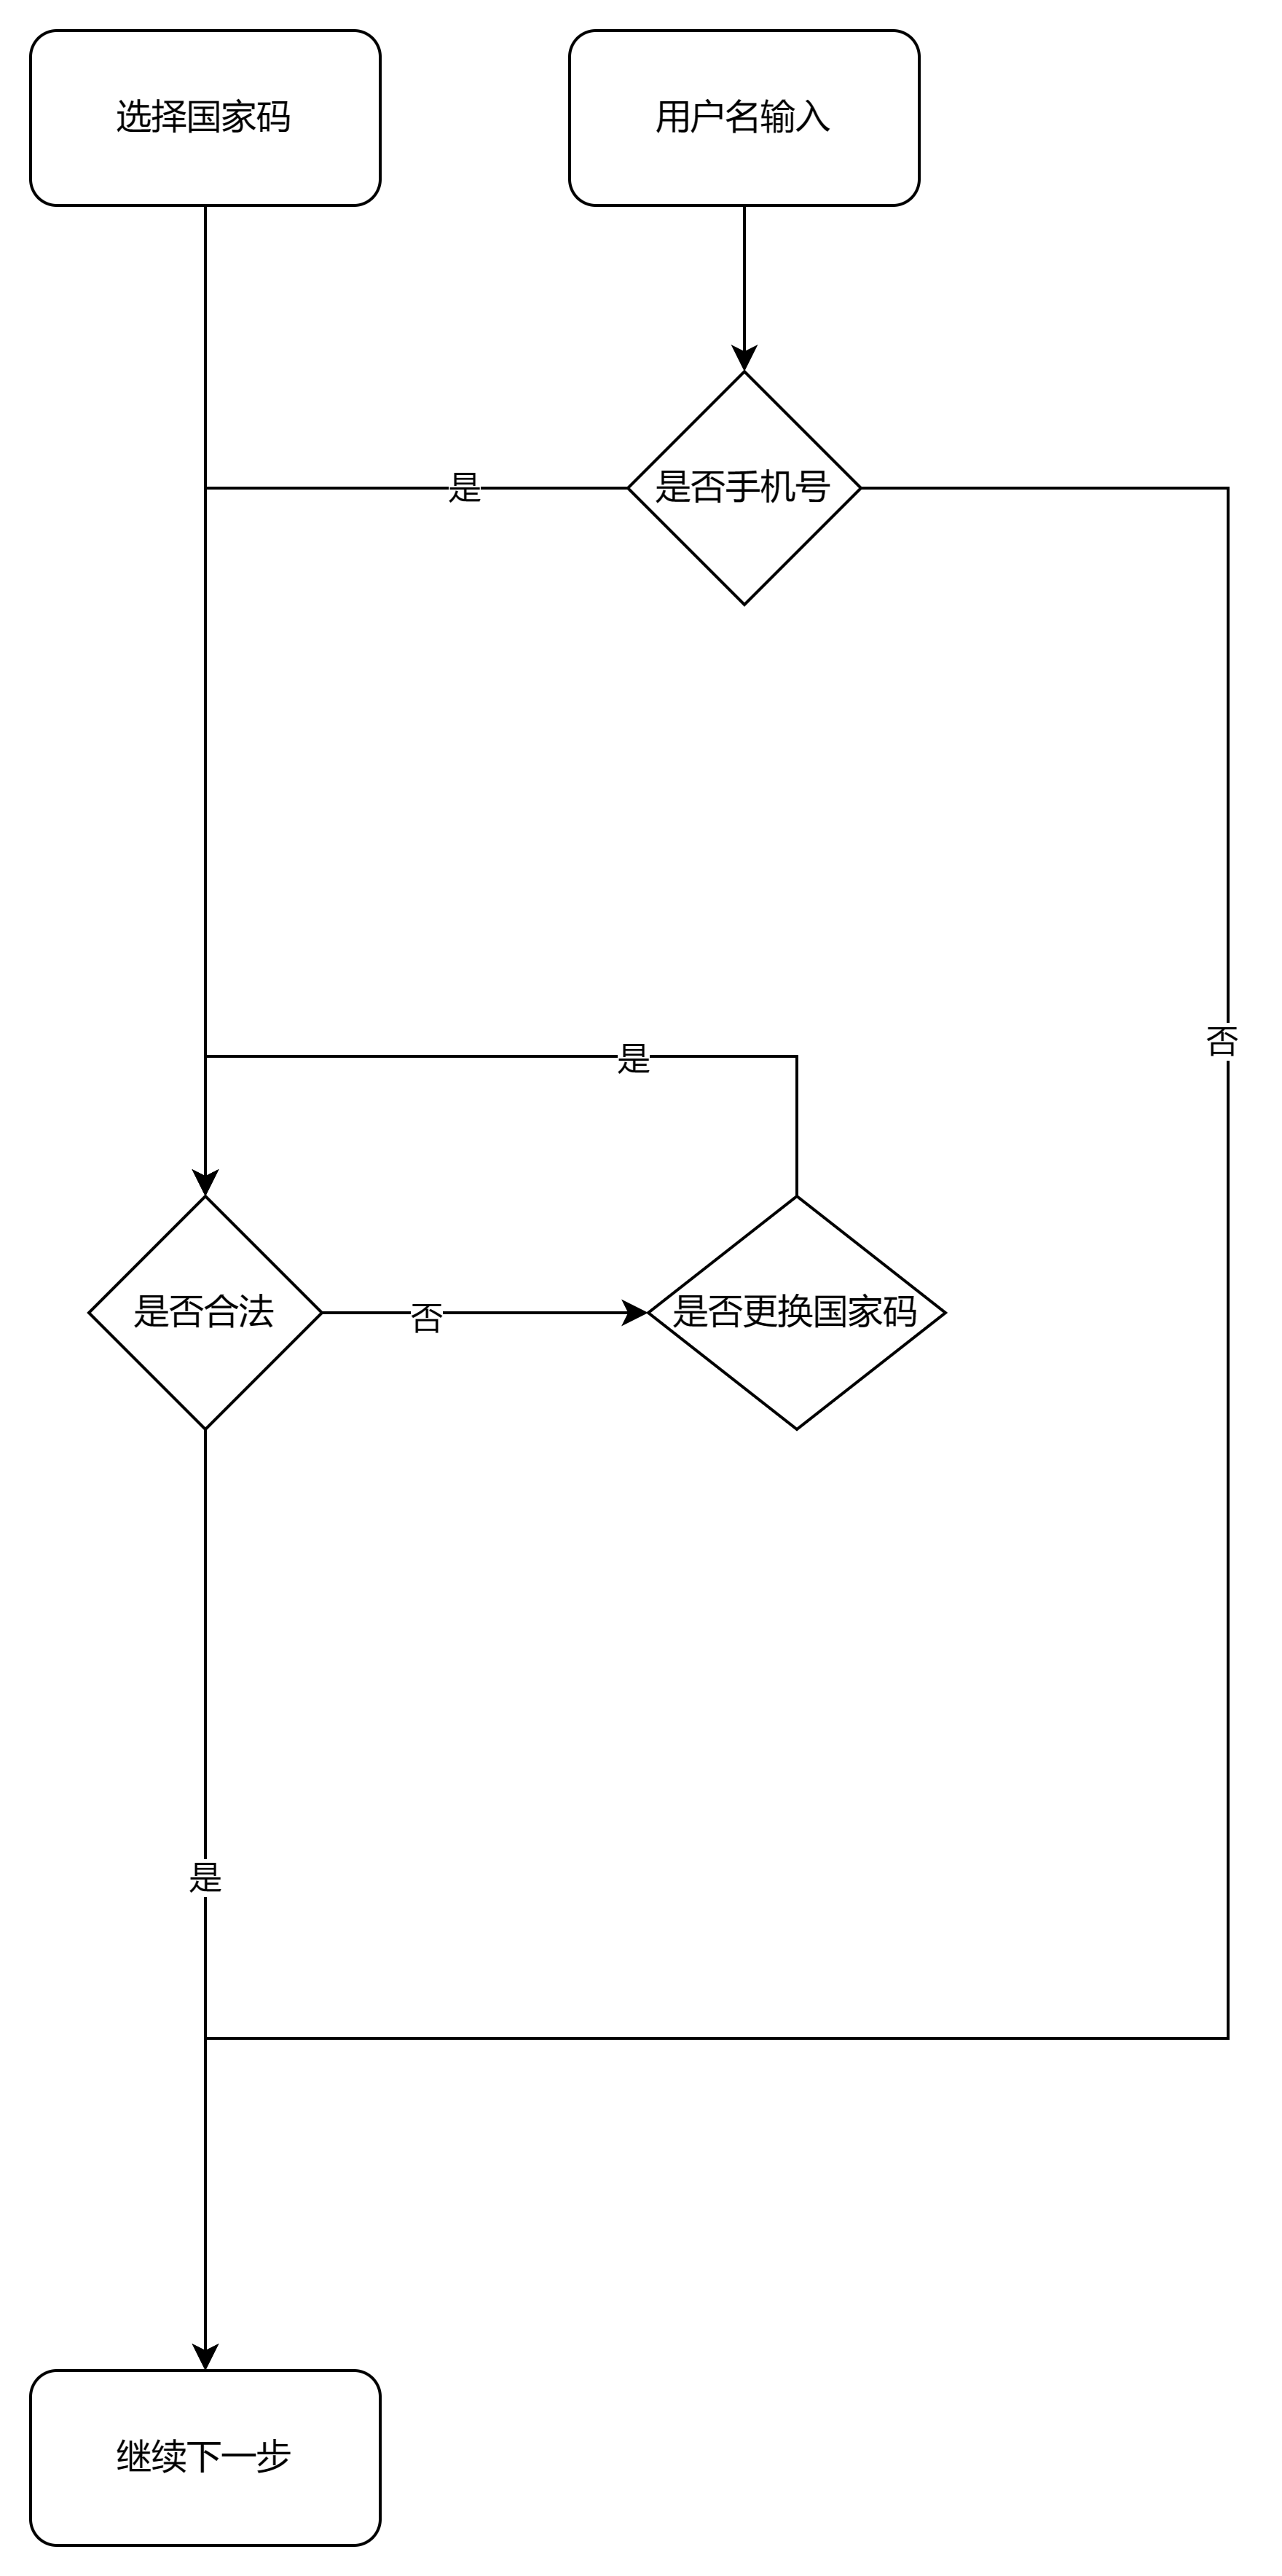 选择国家码
用户名输入
是
是否手机号
否
是
是否合法
否
是否更换国家码
是
继续下一步